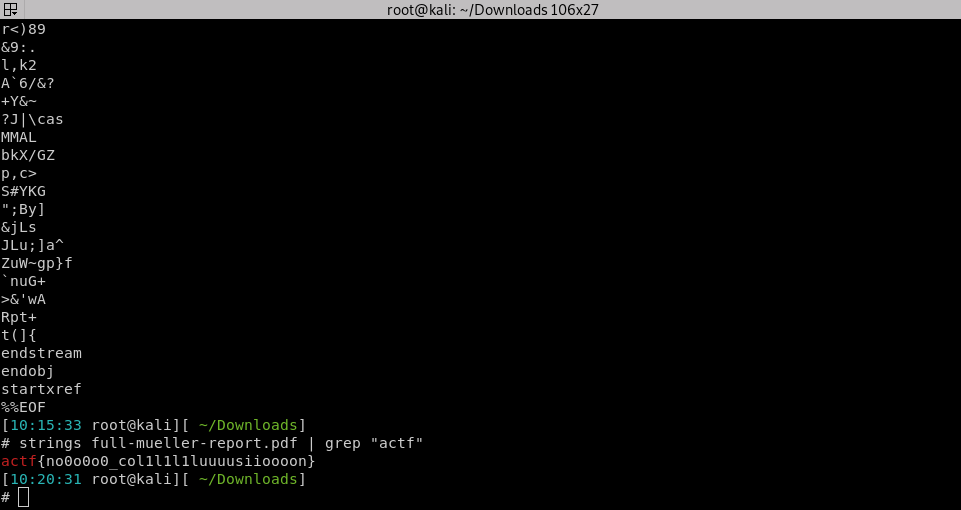 root@kali: ~/Downloads 106x27
r<)89
&9:.
l,k2
A`6/&?
+Y&~
?J|\cas
MMAL
bkX/GZ
p,c>
S#YKG
";By]
&jLs
JLu;]a^
ZuW~gp}f
`nuG+
>&'wA
Rpt+
t(]{
endstream
endobj
startxref
%%EOF
[10:15:33 root@kali][ ~/Downloads]
# strings full-mueller-report.pdf | grep "actf"
actf{no0o0o0_col1l1l1luuuusiioooon}
[10:20:31 root@kali][ ~/Downloads]
#